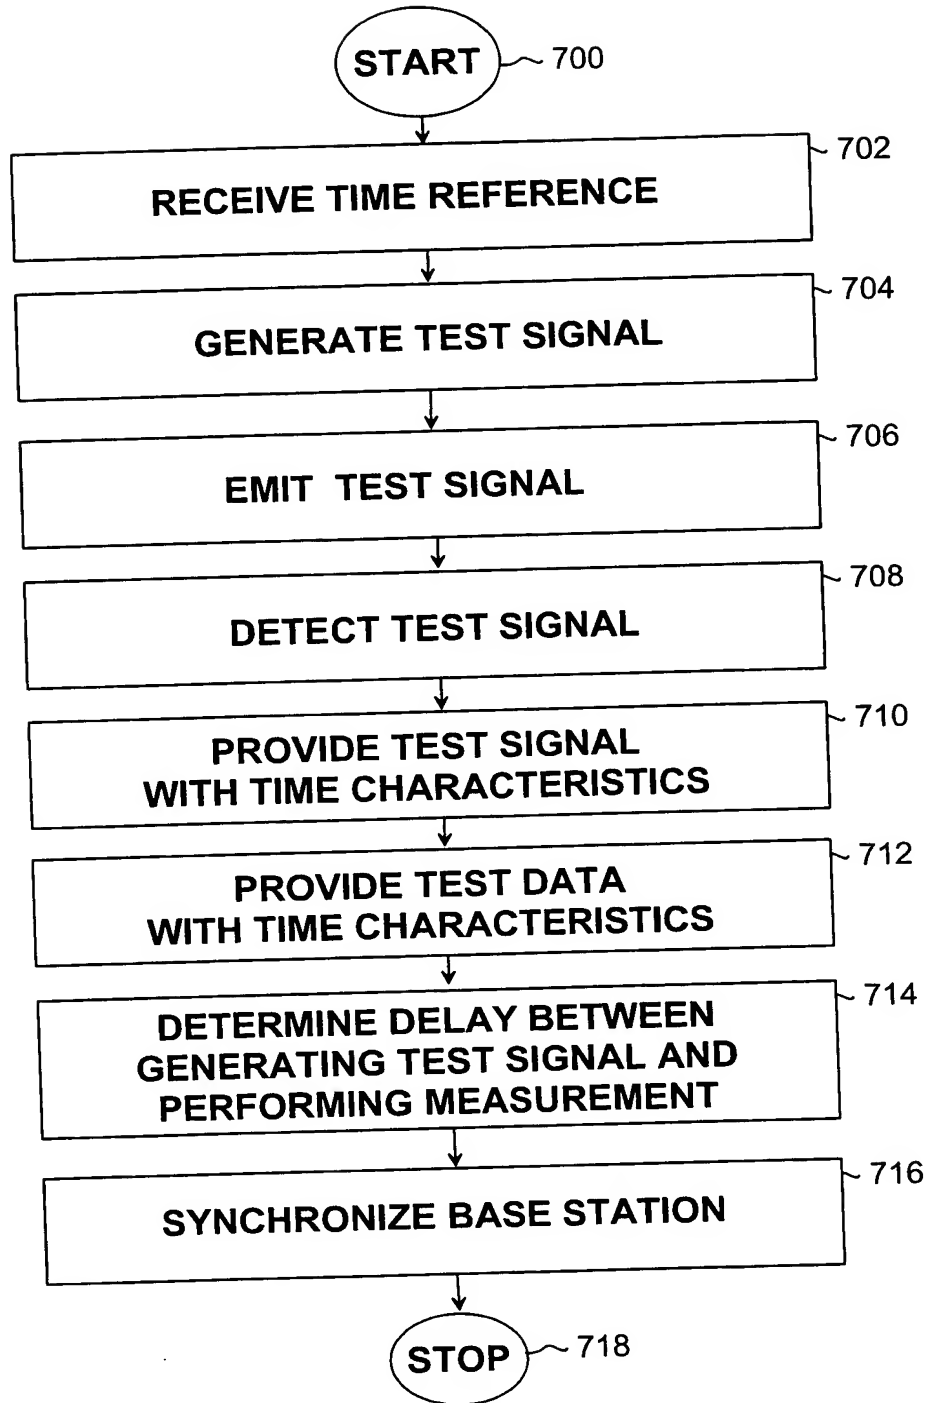 START
700
702
RECEIVE TIME REFERENCE
704
GENERATE TEST SIGNAL
706
EMIT TEST SIGNAL
708
DETECT TEST SIGNAL
710
PROVIDE TEST SIGNAL
WITH TIME CHARACTERISTICS
712
PROVIDE TEST DATA
WITH TIME CHARACTERISTICS
714
DETERMINE DELAY BETWEEN
GENERATING TEST SIGNAL AND
PERFORMING MEASUREMENT
716
SYNCHRONIZE BASE STATION
STOP
718